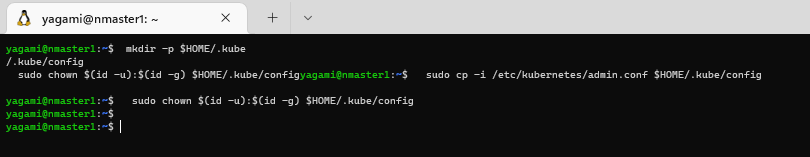 yagami@nmaster1: ~
yagami@nmaster1:~$  mkdir -p $HOME/.kube
/.kube/config
  sudo chown $(id -u):$(id -g) $HOME/.kube/configyagami@nmaster1:~$   sudo cp -i /etc/kubernetes/admin.conf $HOME/.kube/config
yagami@nmaster1:~$   sudo chown $(id -u):$(id -g) $HOME/.kube/config
yagami@nmaster1:~$
yagami@nmaster1:~$